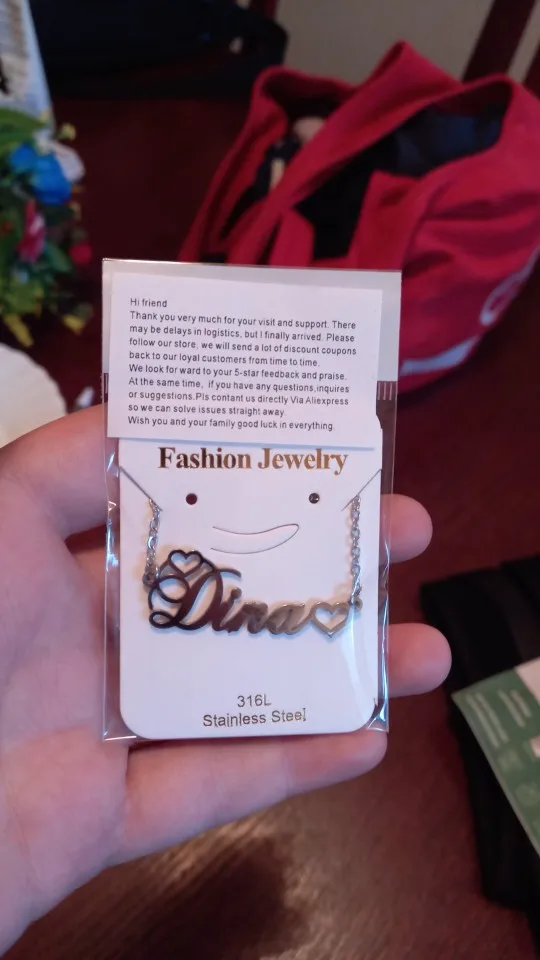 Hi friend
Thank you very much for your visit and support. There
may be delays in logistics, but I finally arrived. Please
follow our store, we will send a lot of discount coupons
back to our loyal customers from time to time.
We look for ward to your 5-star feedback and praise.
At the same time, if you have any questions,inquires
or suggestions.Pls contant us directly Via Aliexpress
so we can solve issues straight away.
Wish you and your family good luck in everything.
Fashion Jewelry
Dina
316L
Stainless Steel